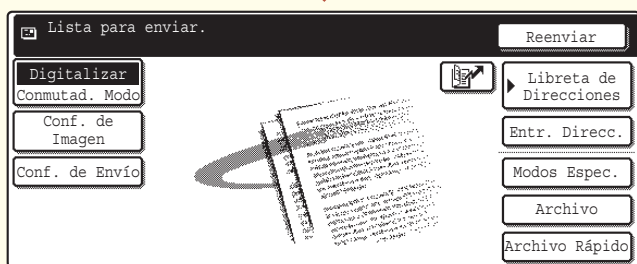 Lista para enviar.
Reenviar
Digitalizar
Conmutad. Modo
Conf. de
Imagen
Conf. de Envío
Libreta de
Direcciones
Entr. Direcc.
Modos Espec.
Archivo
Archivo Rápido